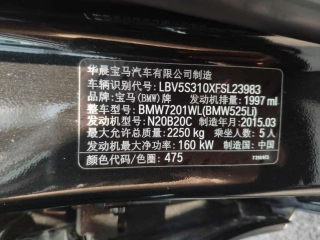 华晨宝马汽车有限公司制造
车辆识别代号: LBV5S310XFSL23983
品牌: 宝马(BMW)牌 发动机排量: 1997 ml
整车型号: BMW7201WL(BMW525Li)
发动机型号: N20B20C 制造年月: 2015.03
最大允许总质量: 2250 kg 乘坐人数: 5人
发动机最大净功率: 160 kW 制造国: 中国
颜色代码/色晕: 475